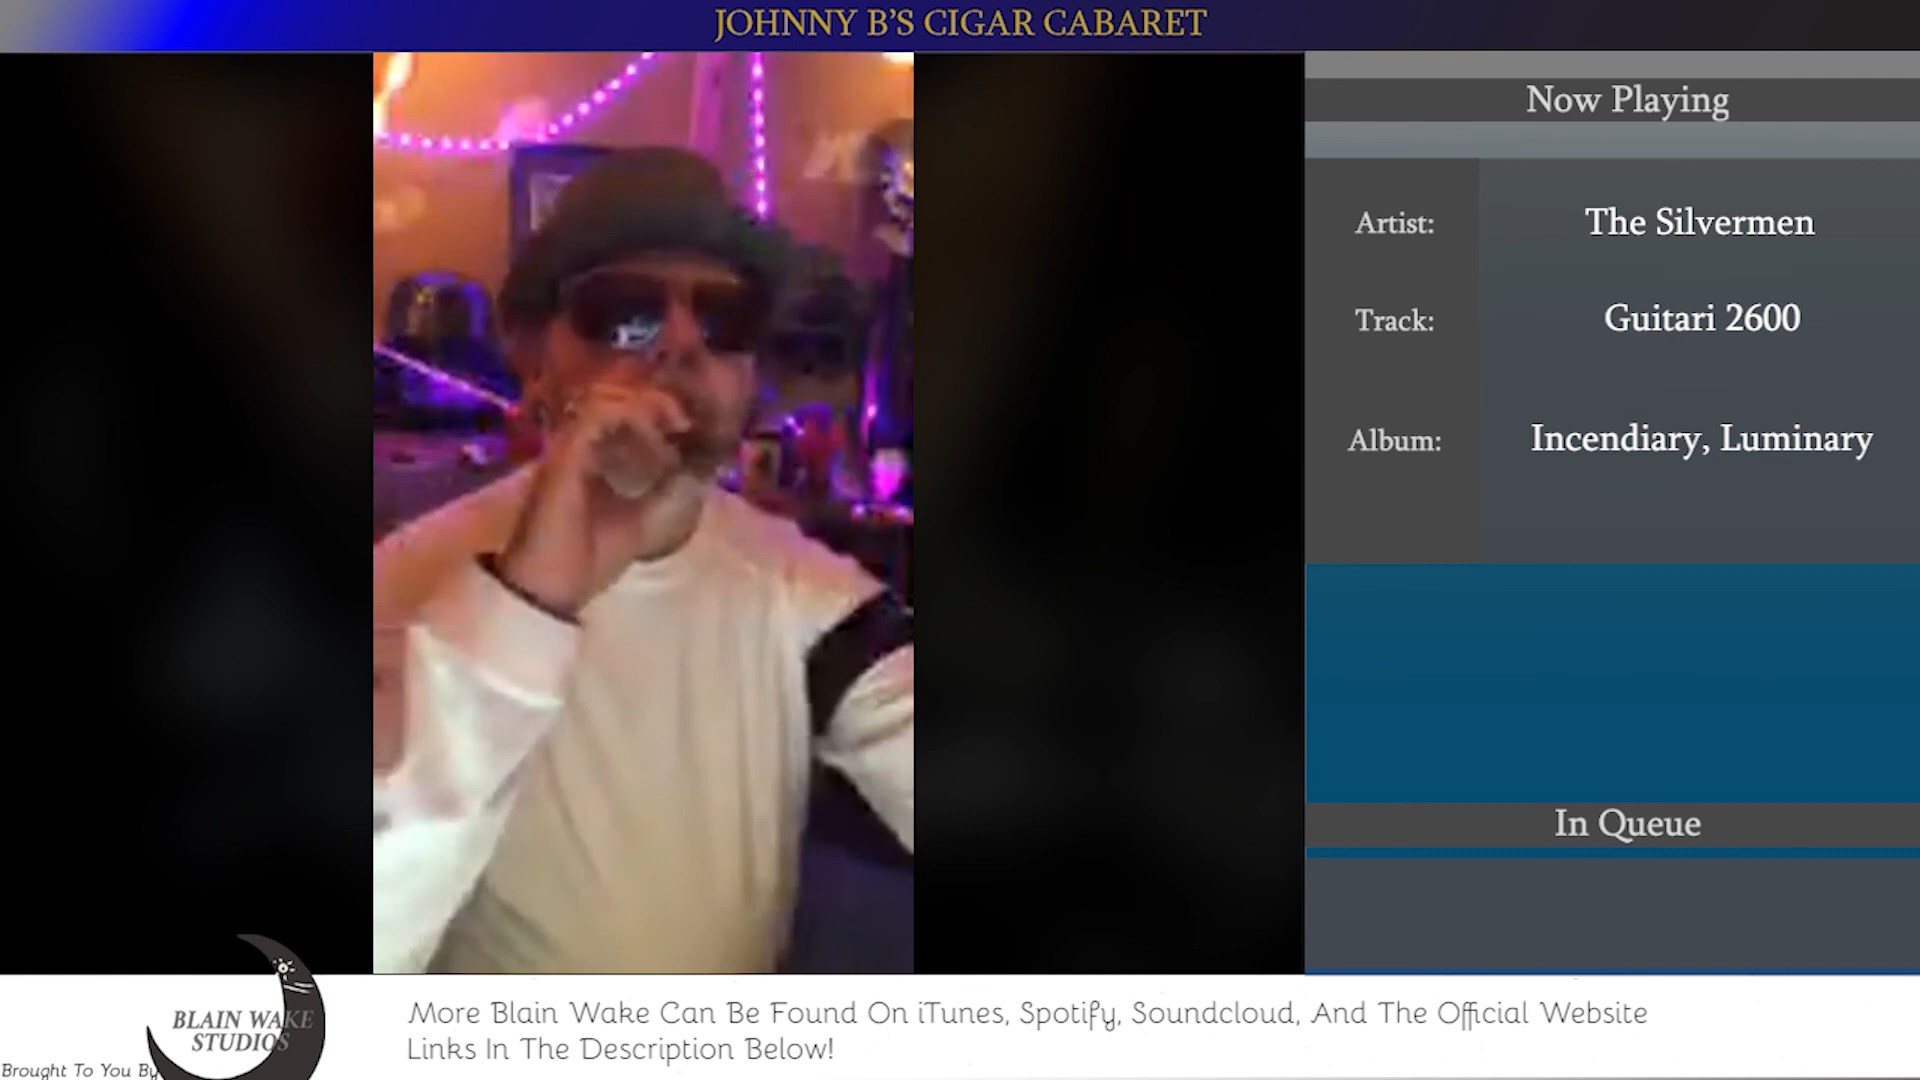 JOHNNY B'S CIGAR CABARET
Now Playing
Artist:
The Silvermen
Track:
Guitari 2600
Album:
Incendiary, Luminary
In Queue
BLAIN WAKE
STUDIOS
Brought To You By
More Blain Wake Can Be Found On iTunes, Spotify, Soundcloud, And The Official Website
Links In The Description Below!